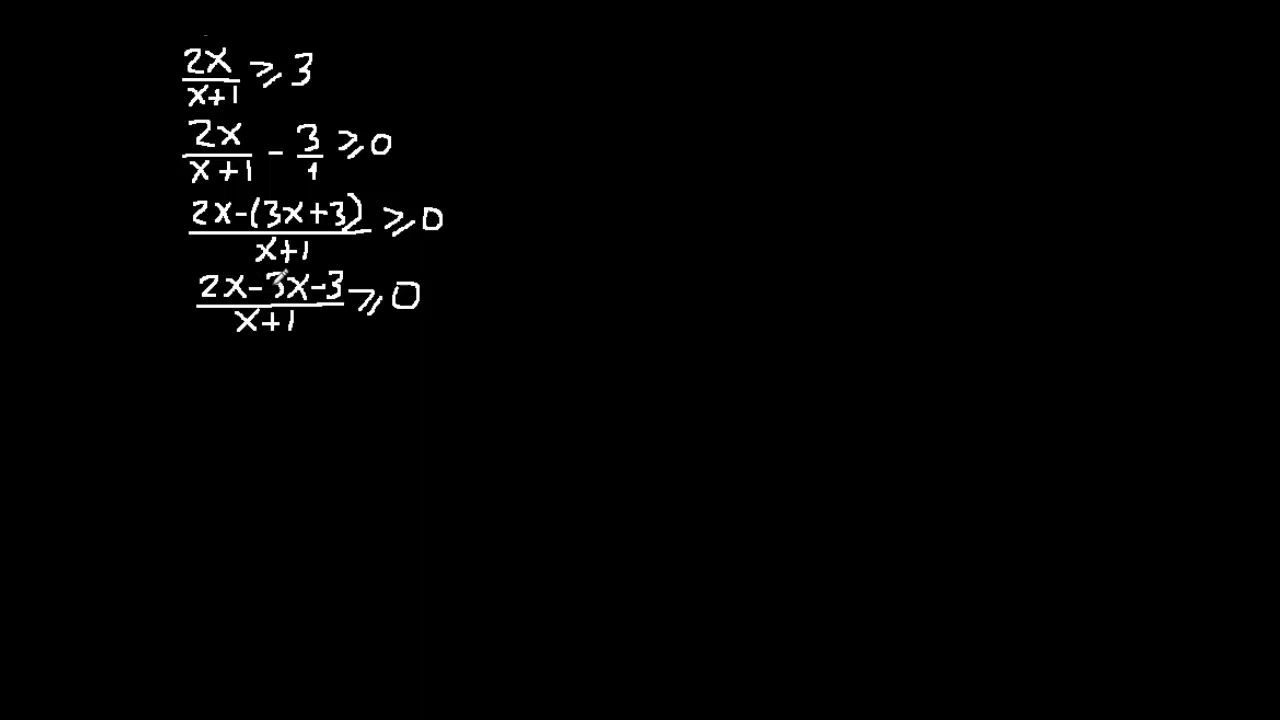 2x/(x+1) ⩾ 3
2x/(x+1) - 3/1 ⩾ 0
(2x-(3x+3))/(x+1) ⩾ 0
(2x-3x-3)/(x+1) ⩾ 0